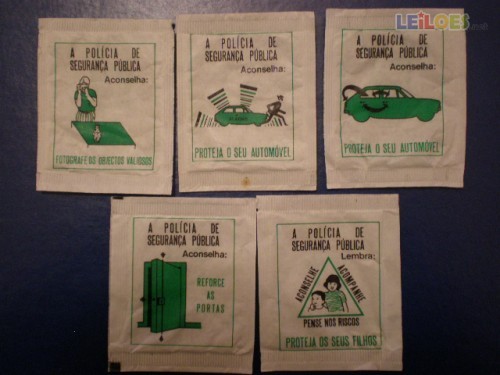 LEILOES
A POLÍCIA DE
SEGURANÇA PÚBLICA
Aconselha:
FOTOGRAFE OS OBJECTOS VALIOSOS
A POLÍCIA DE
SEGURANÇA PÚBLICA
Aconselha:
PROTEJA O SEU AUTOMÓVEL
A POLÍCIA DE
SEGURANÇA PÚBLICA
Aconselha:
PROTEJA O SEU AUTOMÓVEL
A POLÍCIA DE
SEGURANÇA PÚBLICA
Aconselha:
REFORCE
AS
PORTAS
A POLÍCIA DE
SEGURANÇA PÚBLICA
Lembra:
ACONSELHE
ACOMPANHE
PENSE NOS RISCOS
PROTEJA OS SEUS FILHOS